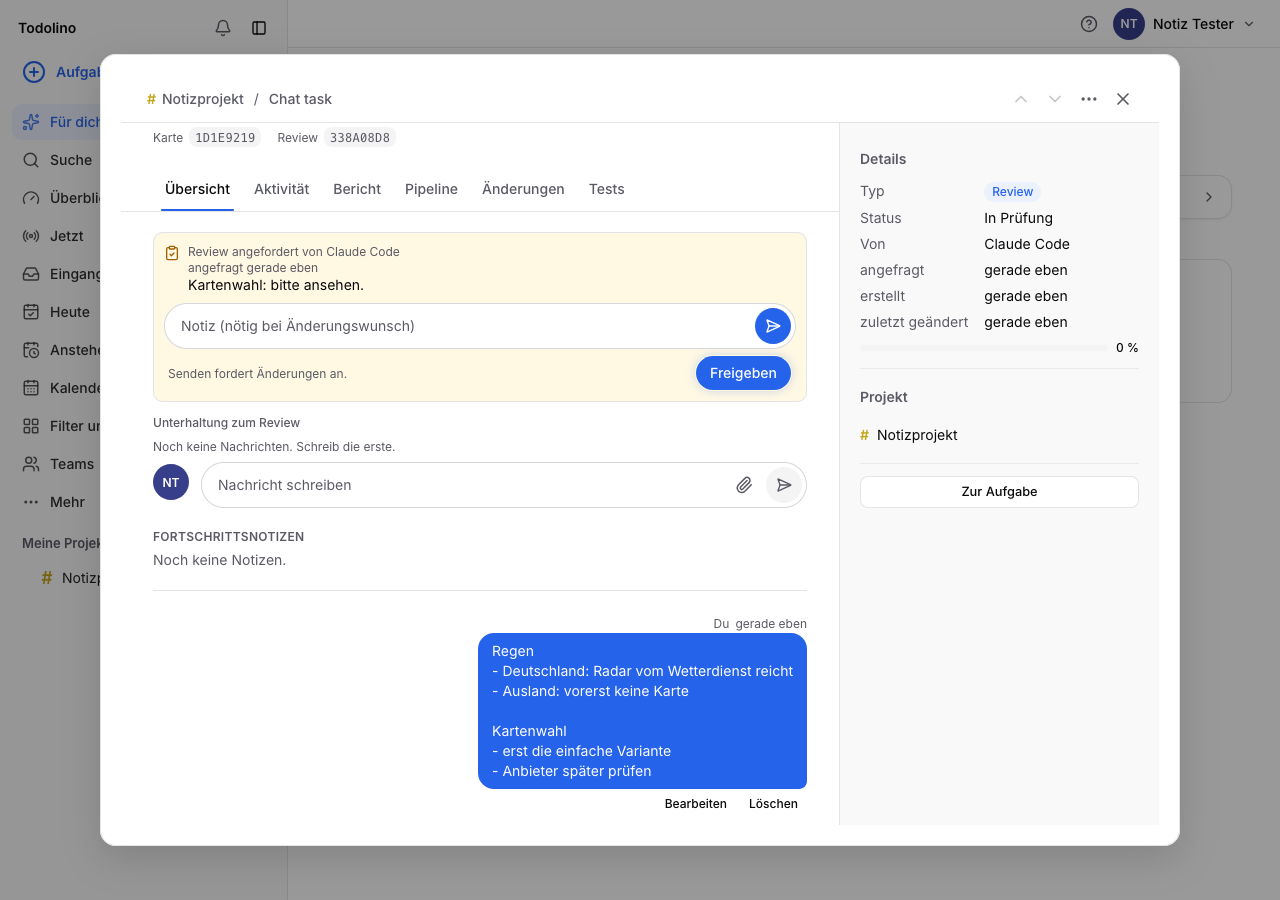 Todolino
NT Notiz Tester
Aufgab
Für dich
Suche
Überbli
Jetzt
Eingang
Heute
Anstehe
Kalende
Filter un
Teams
Mehr
Meine Projek
# Notizp
# Notizprojekt / Chat task
Karte 1D1E9219 Review 338A08D8
Übersicht Aktivität Bericht Pipeline Änderungen Tests
Review angefordert von Claude Code
angefragt gerade eben
Kartenwahl: bitte ansehen.
Notiz (nötig bei Änderungswunsch)
Senden fordert Änderungen an.
Freigeben
Unterhaltung zum Review
Noch keine Nachrichten. Schreib die erste.
NT Nachricht schreiben
FORTSCHRITTSNOTIZEN
Noch keine Notizen.
Du gerade eben
Regen
- Deutschland: Radar vom Wetterdienst reicht
- Ausland: vorerst keine Karte
Kartenwahl
- erst die einfache Variante
- Anbieter später prüfen
Bearbeiten Löschen
Details
Typ Review
Status In Prüfung
Von Claude Code
angefragt gerade eben
erstellt gerade eben
zuletzt geändert gerade eben
0 %
Projekt
# Notizprojekt
Zur Aufgabe